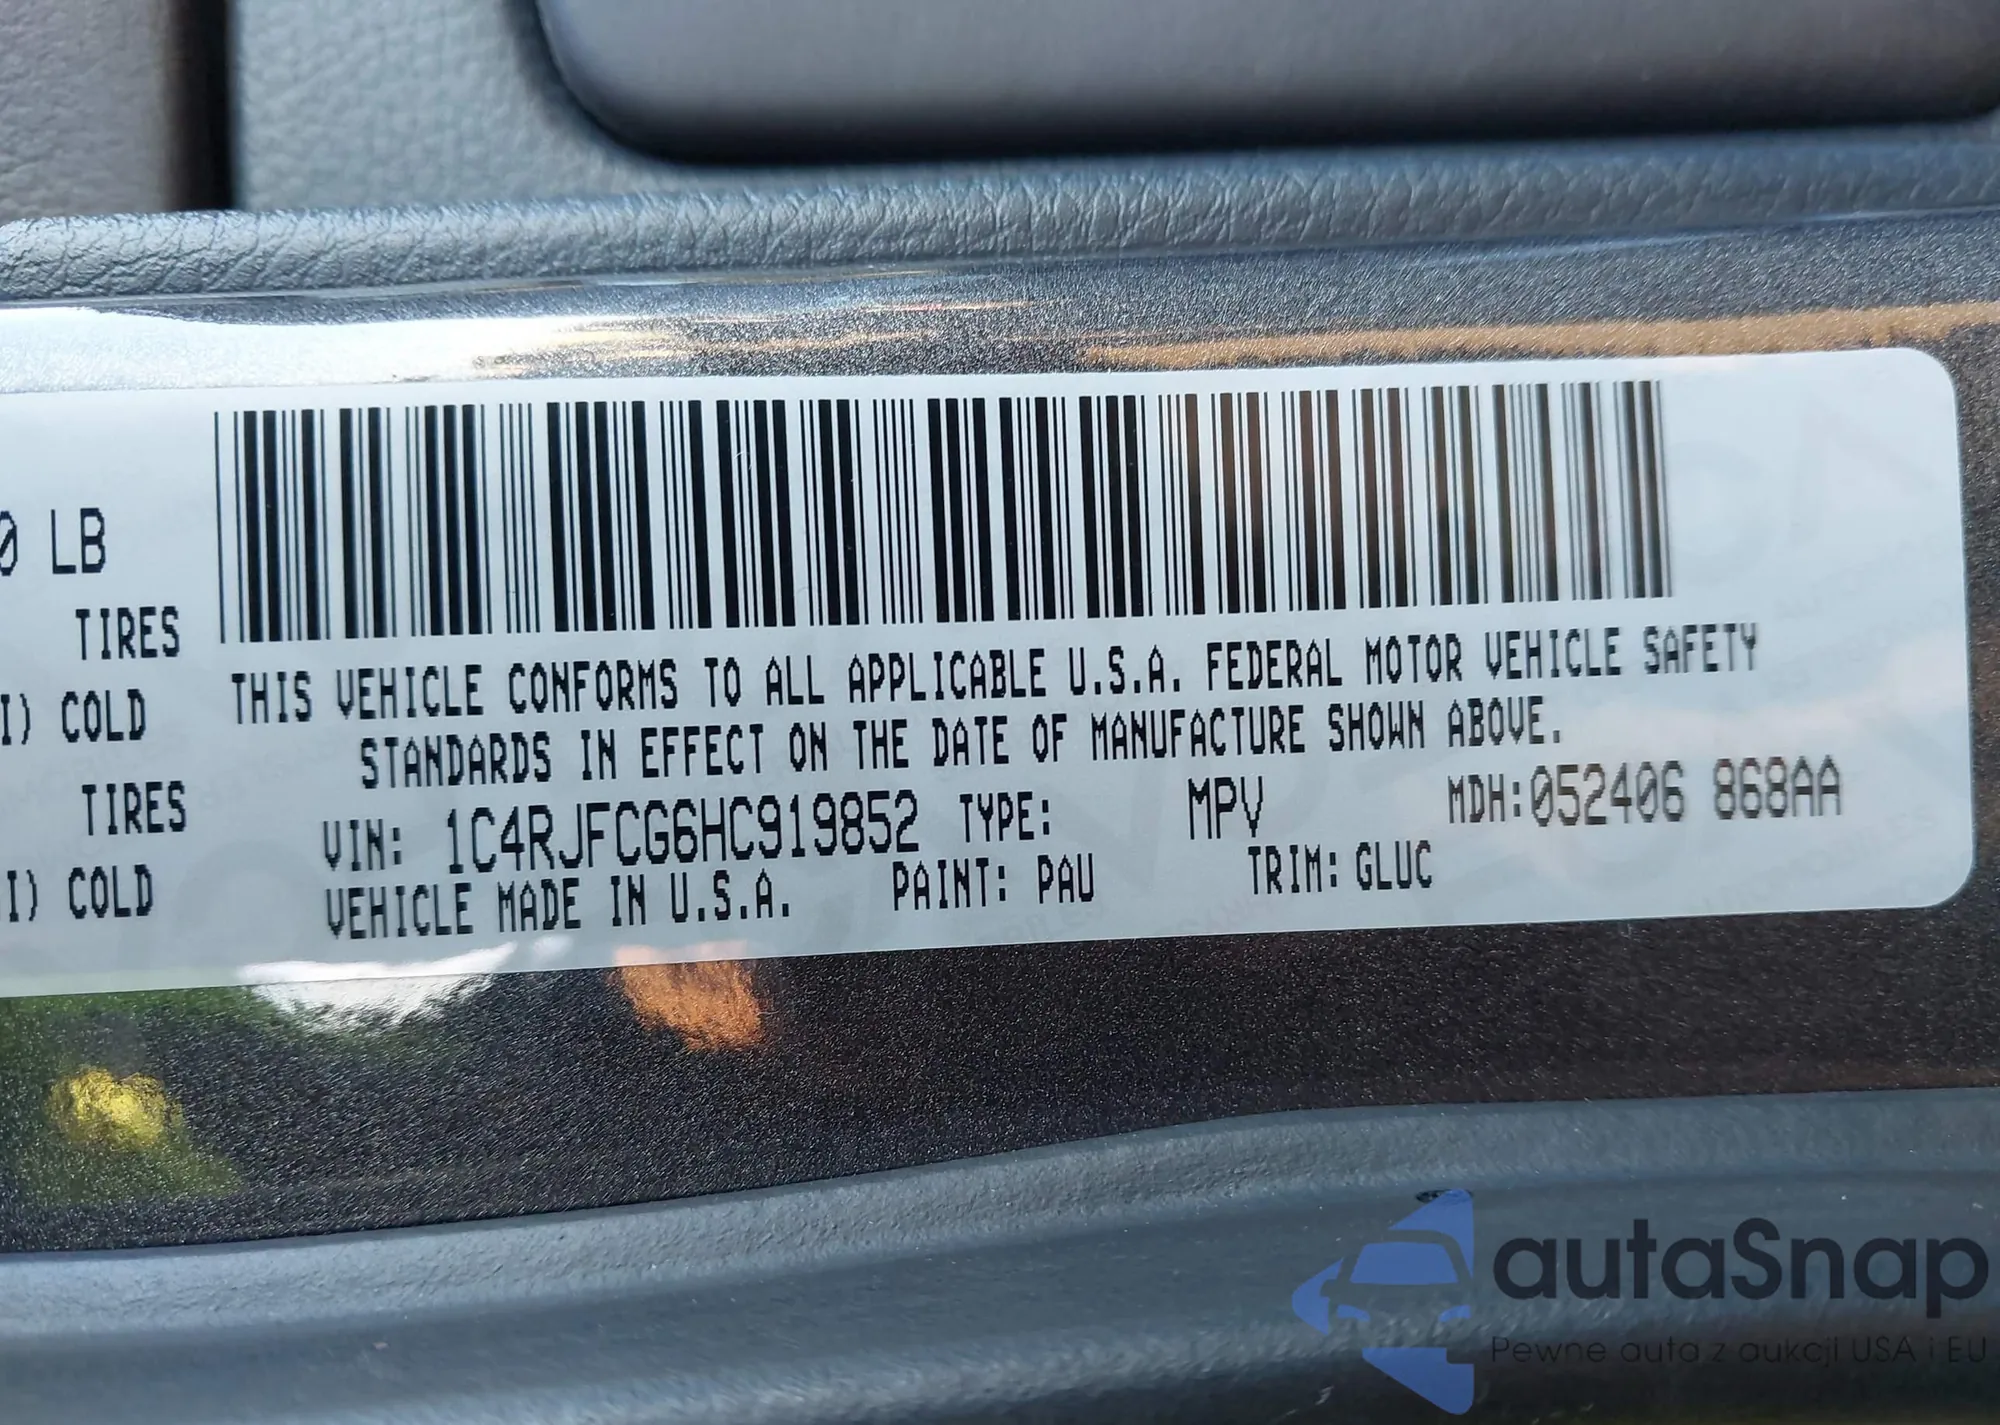 0 LB
TIRES
I) COLD
TIRES
I) COLD
THIS VEHICLE CONFORMS TO ALL APPLICABLE U.S.A. FEDERAL MOTOR VEHICLE SAFETY
STANDARDS IN EFFECT ON THE DATE OF MANUFACTURE SHOWN ABOVE.
VIN: 1C4RJFCG6HC919852 TYPE: MPV MDH:052406 868AA
VEHICLE MADE IN U.S.A. PAINT: PAU TRIM: GLUC
autaSnap
Pewne auta z aukcji USA i EU